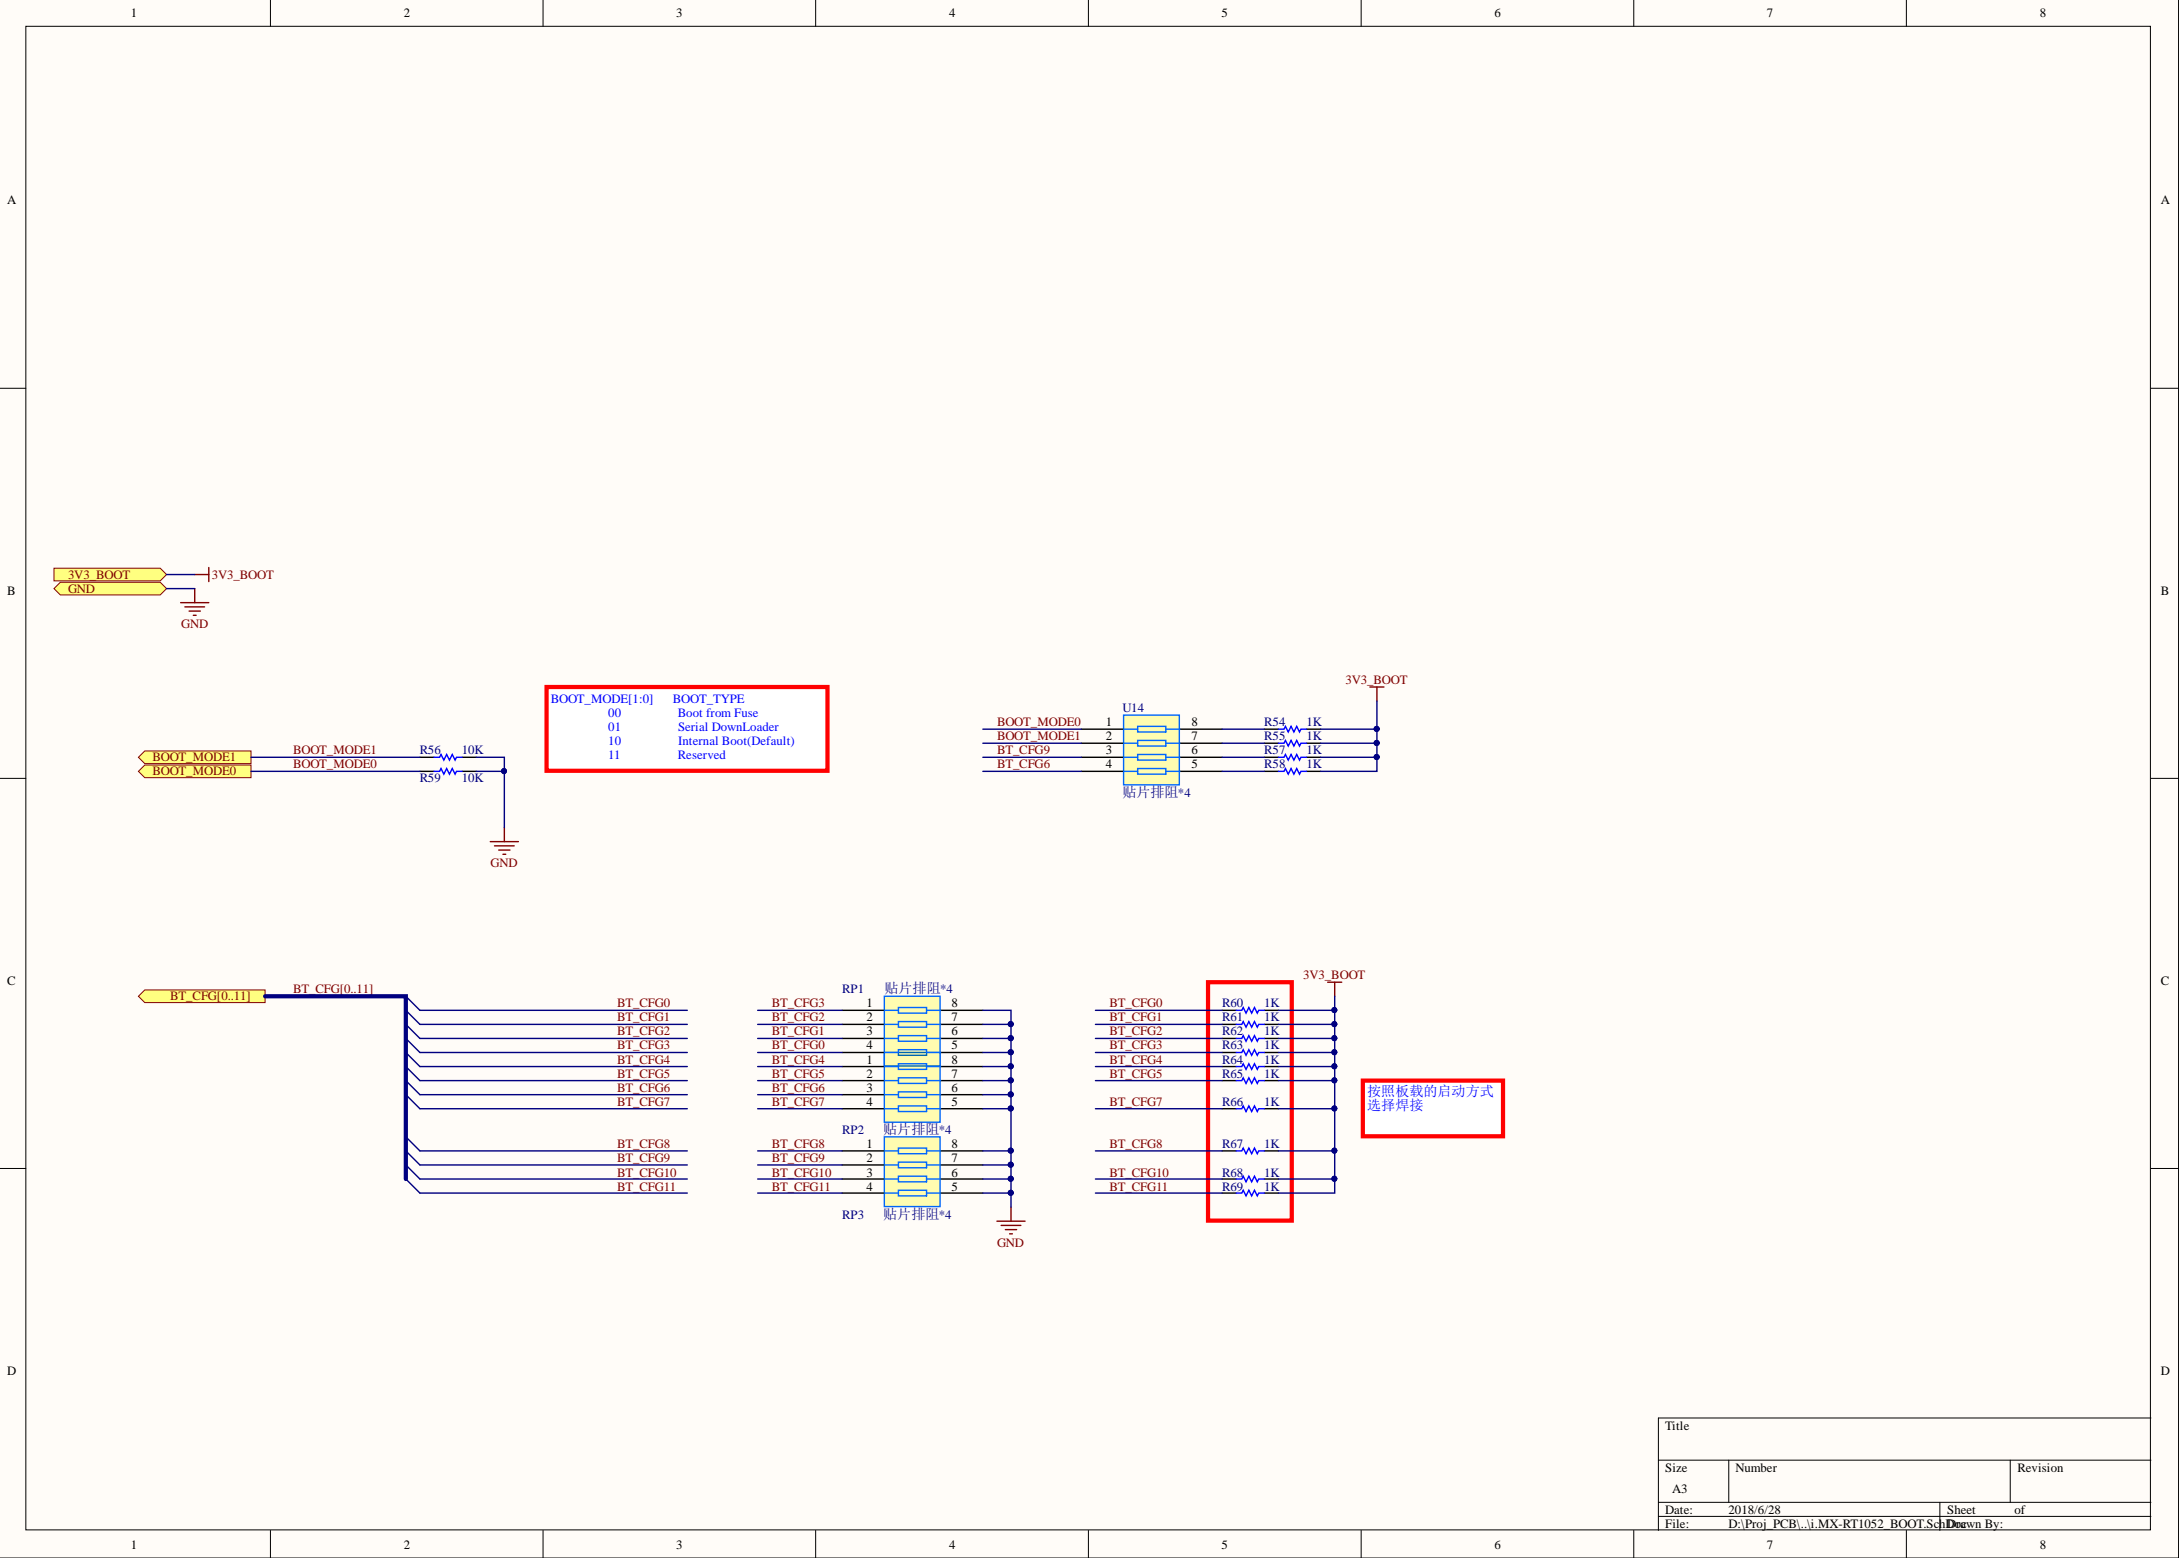 1 2 3 4 5 6 7 8
A A
3V3_BOOT 3V3_BOOT
GND
B B
GND
BOOT_MODE[1:0] BOOT_TYPE
00 Boot from Fuse
01 Serial DownLoader
10 Internal Boot(Default)
11 Reserved
BOOT_MODE1 BOOT_MODE1 R56 10K
BOOT_MODE0 BOOT_MODE0
R59 10K
GND
3V3_BOOT
U14
BOOT_MODE0 1 8 R54 1K
BOOT_MODE1 2 7 R55 1K
BT_CFG9 3 6 R57 1K
BT_CFG6 4 5 R58 1K
贴片排阻*4
C C
BT_CFG[0..11] BT_CFG[0..11]
BT_CFG0
BT_CFG1
BT_CFG2
BT_CFG3
BT_CFG4
BT_CFG5
BT_CFG6
BT_CFG7
BT_CFG8
BT_CFG9
BT_CFG10
BT_CFG11
RP1 贴片排阻*4
BT_CFG3 1 8
BT_CFG2 2 7
BT_CFG1 3 6
BT_CFG0 4 5
BT_CFG4 1 8
BT_CFG5 2 7
BT_CFG6 3 6
BT_CFG7 4 5
RP2 贴片排阻*4
BT_CFG8 1 8
BT_CFG9 2 7
BT_CFG10 3 6
BT_CFG11 4 5
RP3 贴片排阻*4
GND
3V3_BOOT
BT_CFG0 R60 1K
BT_CFG1 R61 1K
BT_CFG2 R62 1K
BT_CFG3 R63 1K
BT_CFG4 R64 1K
BT_CFG5 R65 1K
BT_CFG7 R66 1K
BT_CFG8 R67 1K
BT_CFG10 R68 1K
BT_CFG11 R69 1K
按照板载的启动方式
选择焊接
D D
Title
Size Number Revision
A3
Date: 2018/6/28 Sheet of
File: D:\Proj_PCB\..\i.MX-RT1052_BOOT.SchDoc Drawn By:
1 2 3 4 5 6 7 8